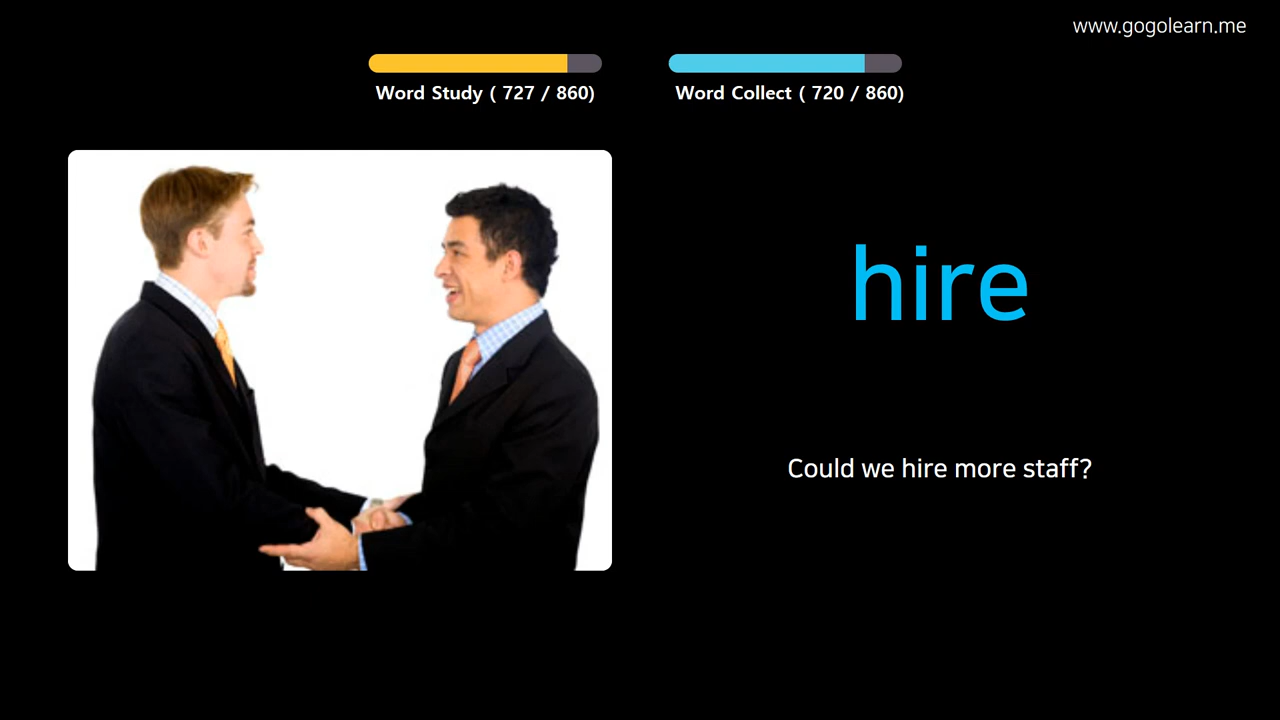 www.gogolearn.me
Word Study ( 727 / 860)
Word Collect ( 720 / 860)
hire
Could we hire more staff?